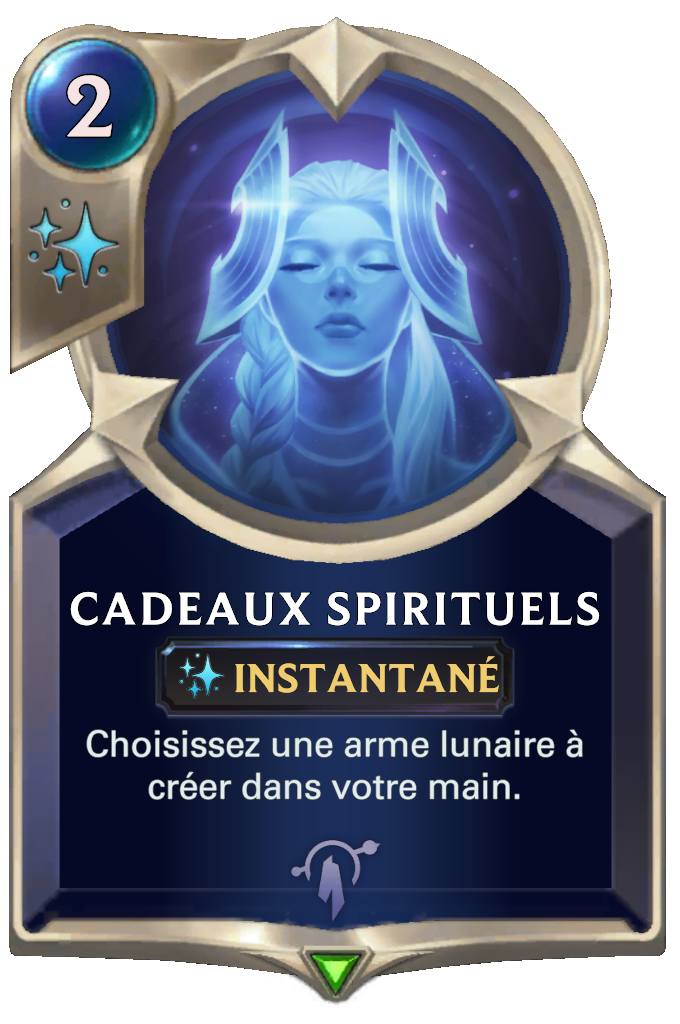 2
CADEAUX SPIRITUELS
INSTANTANÉ
Choisissez une arme lunaire à
créer dans votre main.